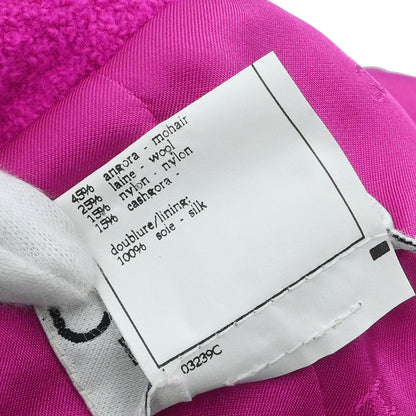 45% angora - mohair
25% laine - wool
15% nylon - nylon
15% cashgora -
doublure/lining:
100% soie - silk
03239C